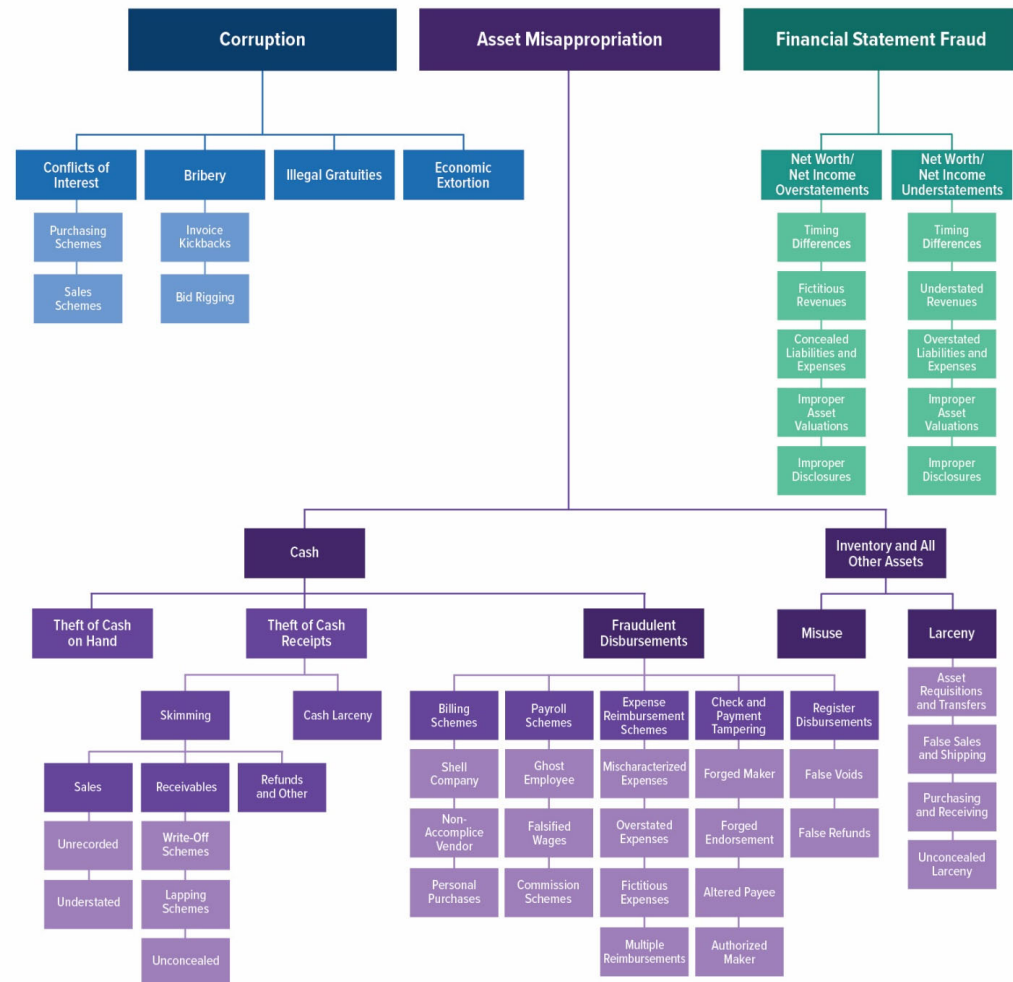 Corruption
Asset Misappropriation
Financial Statement Fraud
Conflicts of
Interest
Bribery
Illegal Gratuities
Economic
Extortion
Purchasing
Schemes
Sales
Schemes
Invoice
Kickbacks
Bid Rigging
Net Worth/
Net Income
Overstatements
Net Worth/
Net Income
Understatements
Timing
Differences
Fictitious
Revenues
Concealed
Liabilities and
Expenses
Improper
Asset
Valuations
Improper
Disclosures
Timing
Differences
Understated
Revenues
Overstated
Liabilities and
Expenses
Improper
Asset
Valuations
Improper
Disclosures
Cash
Inventory and All
Other Assets
Theft of Cash
on Hand
Theft of Cash
Receipts
Fraudulent
Disbursements
Misuse
Larceny
Skimming
Cash Larceny
Sales
Receivables
Refunds
and Other
Unrecorded
Understated
Write-Off
Schemes
Lapping
Schemes
Unconcealed
Billing
Schemes
Shell
Company
Non-
Accomplice
Vendor
Personal
Purchases
Payroll
Schemes
Ghost
Employee
Falsified
Wages
Commission
Schemes
Expense
Reimbursement
Schemes
Mischaracterized
Expenses
Overstated
Expenses
Fictitious
Expenses
Multiple
Reimbursements
Check and
Payment
Tampering
Forged Maker
Forged
Endorsement
Altered Payee
Authorized
Maker
Register
Disbursements
False Voids
False Refunds
Asset
Requisitions
and Transfers
False Sales
and Shipping
Purchasing
and Receiving
Unconcealed
Larceny